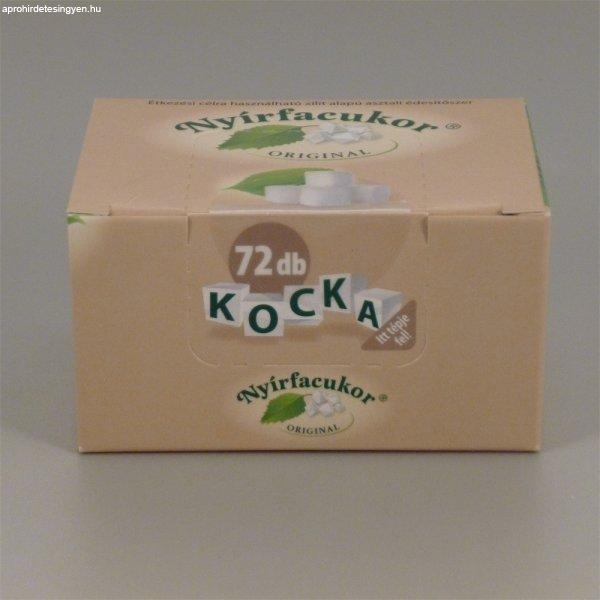 aprohirdetesingyen.hu
Étkezési célra használható xilit alapú asztali édesítőszer
Nyírfacukor®
ORIGINAL
72 db
KOCKA
Itt tépje
fel!
Nyírfacukor®
ORIGINAL